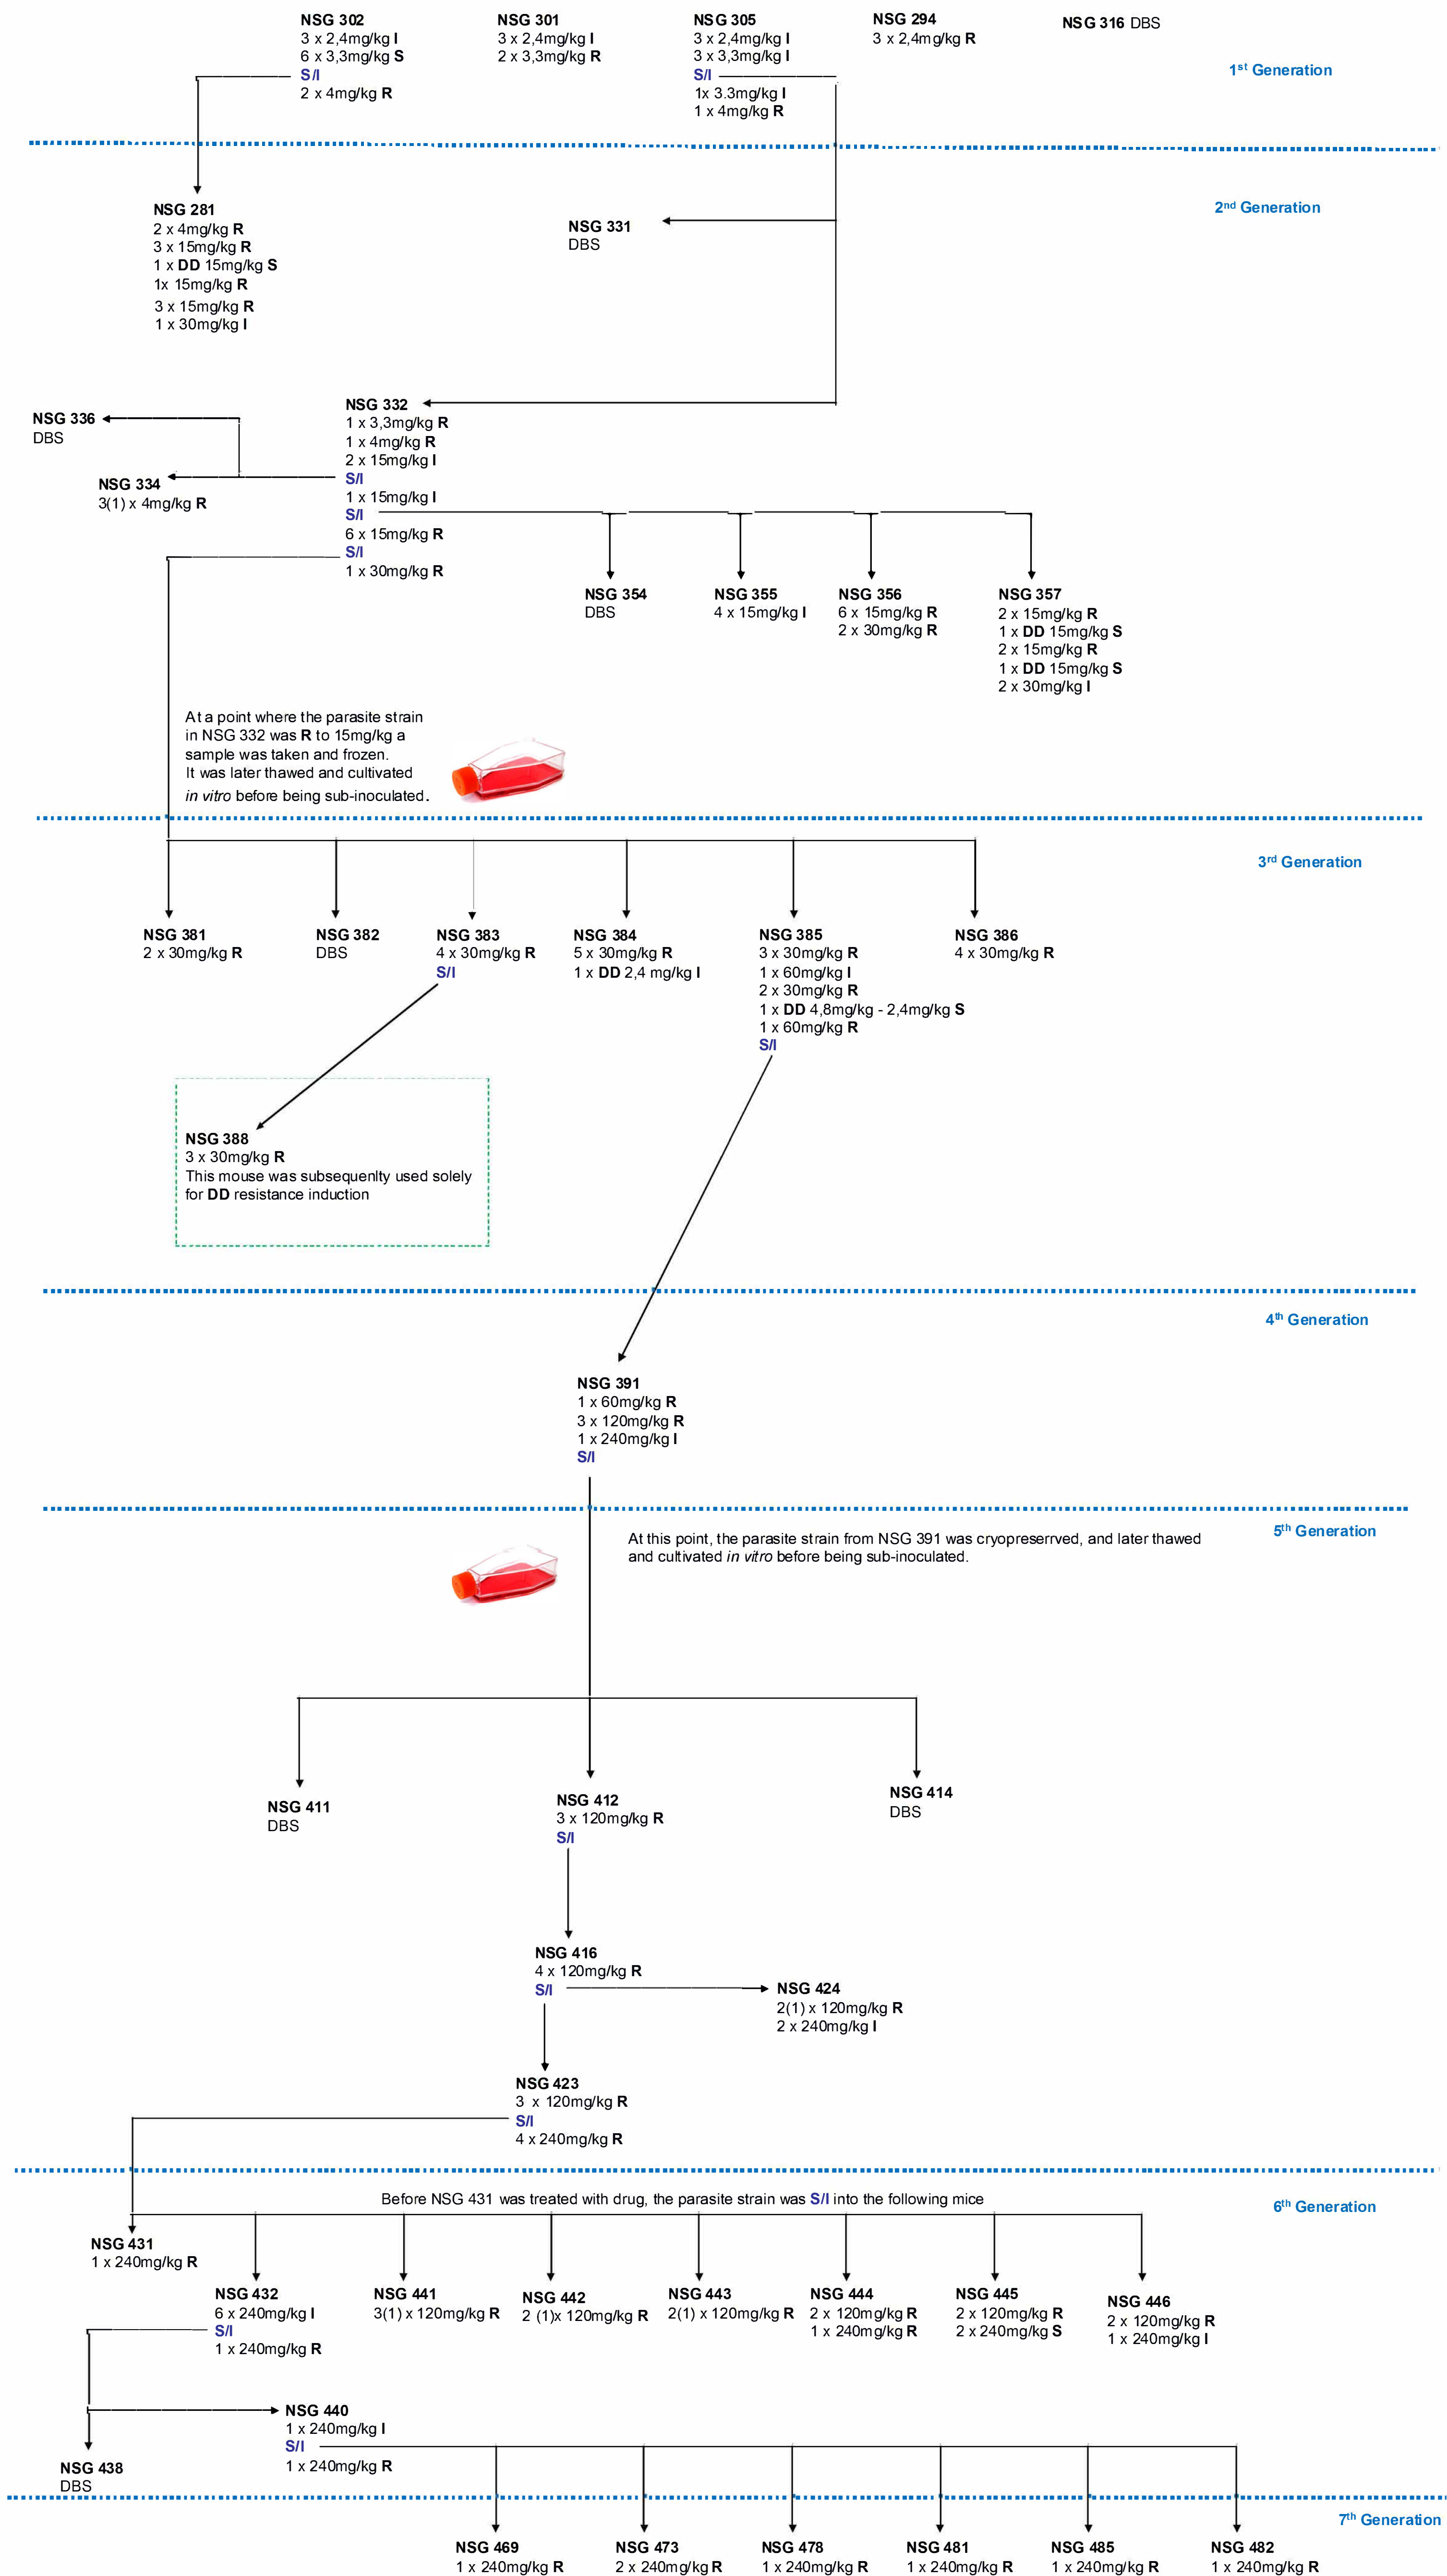 NSG 302
3 x 2,4mg/kg I
6 x 3,3mg/kg S
S/I
2 x 4mg/kg R
NSG 301
3 x 2,4mg/kg I
2 x 3,3mg/kg R
NSG 305
3 x 2,4mg/kg I
3 x 3,3mg/kg I
S/I
1x 3.3mg/kg I
1 x 4mg/kg R
NSG 294
3 x 2,4mg/kg R
NSG 316 DBS
1st Generation
2nd Generation
NSG 281
2 x 4mg/kg R
3 x 15mg/kg R
1 x DD 15mg/kg S
1x 15mg/kg R
3 x 15mg/kg R
1 x 30mg/kg I
NSG 331
DBS
NSG 336
DBS
NSG 334
3(1) x 4mg/kg R
NSG 332
1 x 3,3mg/kg R
1 x 4mg/kg R
2 x 15mg/kg I
S/I
1 x 15mg/kg I
S/I
6 x 15mg/kg R
S/I
1 x 30mg/kg R
NSG 354
DBS
NSG 355
4 x 15mg/kg I
NSG 356
6 x 15mg/kg R
2 x 30mg/kg R
NSG 357
2 x 15mg/kg R
1 x DD 15mg/kg S
2 x 15mg/kg R
1 x DD 15mg/kg S
2 x 30mg/kg I
At a point where the parasite strain
in NSG 332 was R to 15mg/kg a
sample was taken and frozen.
It was later thawed and cultivated
in vitro before being sub-inoculated.
3rd Generation
NSG 381
2 x 30mg/kg R
NSG 382
DBS
NSG 383
4 x 30mg/kg R
S/I
NSG 384
5 x 30mg/kg R
1 x DD 2,4 mg/kg I
NSG 385
3 x 30mg/kg R
1 x 60mg/kg I
2 x 30mg/kg R
1 x DD 4,8mg/kg - 2,4mg/kg S
1 x 60mg/kg R
S/I
NSG 386
4 x 30mg/kg R
NSG 388
3 x 30mg/kg R
This mouse was subsequenlty used solely
for DD resistance induction
4th Generation
NSG 391
1 x 60mg/kg R
3 x 120mg/kg R
1 x 240mg/kg I
S/I
5th Generation
At this point, the parasite strain from NSG 391 was cryopreserrved, and later thawed
and cultivated in vitro before being sub-inoculated.
NSG 411
DBS
NSG 412
3 x 120mg/kg R
S/I
NSG 414
DBS
NSG 416
4 x 120mg/kg R
S/I
NSG 424
2(1) x 120mg/kg R
2 x 240mg/kg I
NSG 423
3 x 120mg/kg R
S/I
4 x 240mg/kg R
Before NSG 431 was treated with drug, the parasite strain was S/I into the following mice
6th Generation
NSG 431
1 x 240mg/kg R
NSG 432
6 x 240mg/kg I
S/I
1 x 240mg/kg R
NSG 441
3(1) x 120mg/kg R
NSG 442
2 (1)x 120mg/kg R
NSG 443
2(1) x 120mg/kg R
NSG 444
2 x 120mg/kg R
1 x 240mg/kg R
NSG 445
2 x 120mg/kg R
2 x 240mg/kg S
NSG 446
2 x 120mg/kg R
1 x 240mg/kg I
NSG 440
1 x 240mg/kg I
S/I
1 x 240mg/kg R
NSG 438
DBS
7th Generation
NSG 469
1 x 240mg/kg R
NSG 473
2 x 240mg/kg R
NSG 478
1 x 240mg/kg R
NSG 481
1 x 240mg/kg R
NSG 485
1 x 240mg/kg R
NSG 482
1 x 240mg/kg R